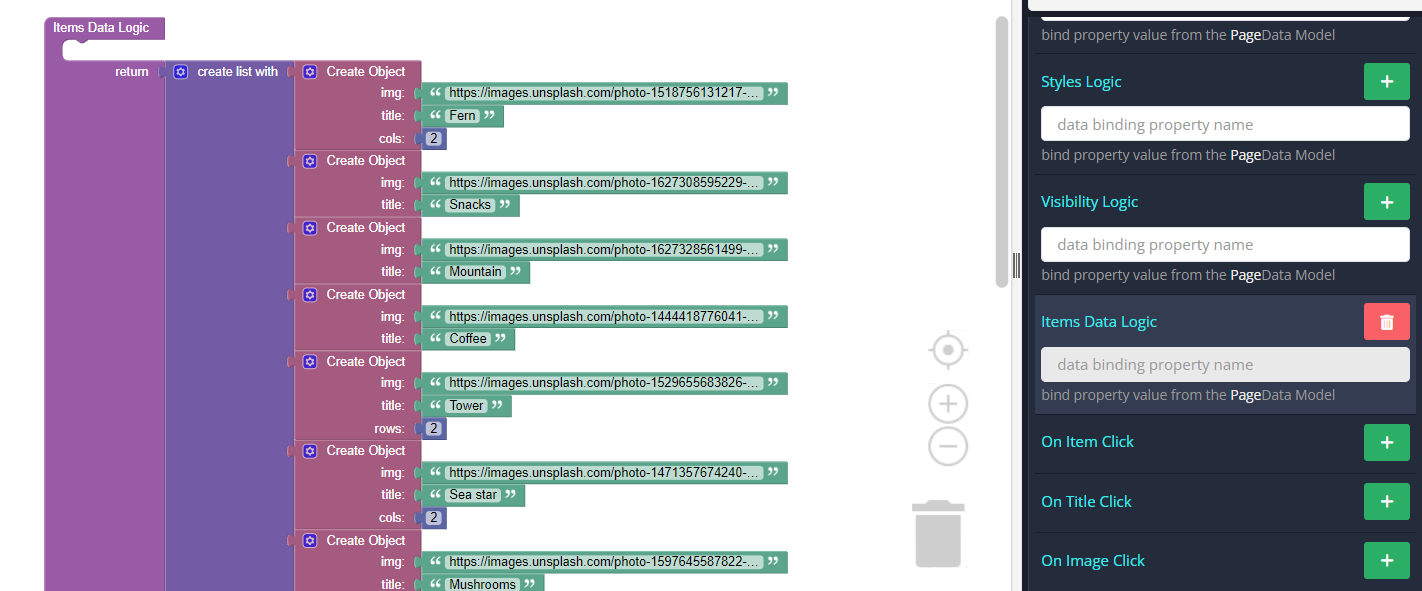 Items Data Logic
return create list with Create Object
img: “ https://images.unsplash.com/photo-1518756131217-... ”
title: “ Fern ”
cols: 2
Create Object
img: “ https://images.unsplash.com/photo-1627308595229-... ”
title: “ Snacks ”
Create Object
img: “ https://images.unsplash.com/photo-1627328561499-... ”
title: “ Mountain ”
Create Object
img: “ https://images.unsplash.com/photo-1444418776041-... ”
title: “ Coffee ”
Create Object
img: “ https://images.unsplash.com/photo-1529655683826-... ”
title: “ Tower ”
rows: 2
Create Object
img: “ https://images.unsplash.com/photo-1471357674240-... ”
title: “ Sea star ”
cols: 2
Create Object
img: “ https://images.unsplash.com/photo-1597645587822-... ”
title: “ Mushrooms ”
bind property value from the PageData Model
Styles Logic
data binding property name
bind property value from the PageData Model
Visibility Logic
data binding property name
bind property value from the PageData Model
Items Data Logic
data binding property name
bind property value from the PageData Model
On Item Click
On Title Click
On Image Click